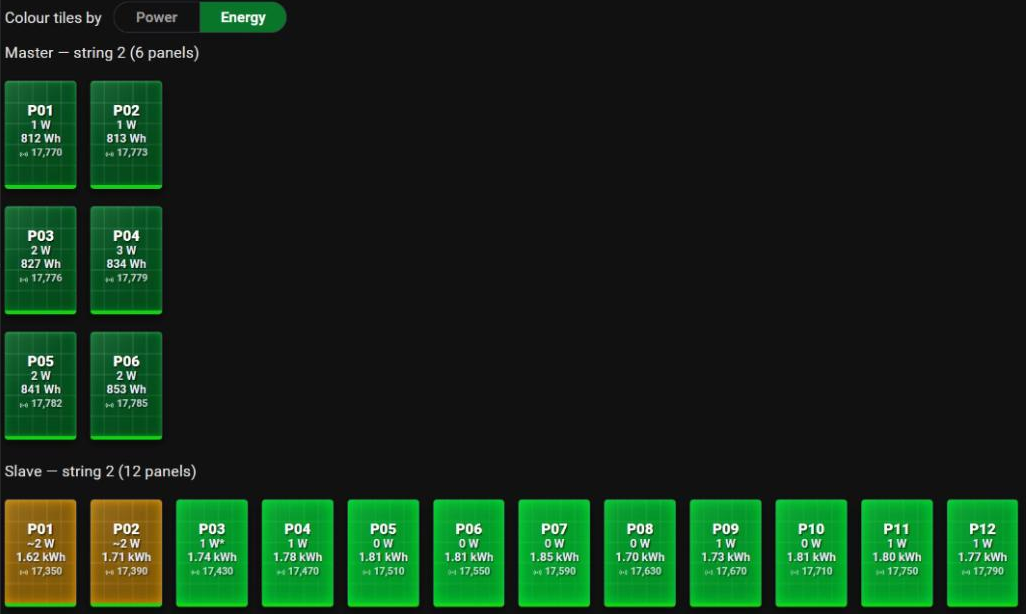 Colour tiles by Power Energy
Master — string 2 (6 panels)
P01
1 W
812 Wh
17,770
P02
1 W
813 Wh
17,773
P03
2 W
827 Wh
17,776
P04
3 W
834 Wh
17,779
P05
2 W
841 Wh
17,782
P06
2 W
853 Wh
17,785
Slave — string 2 (12 panels)
P01
~2 W
1.62 kWh
17,350
P02
~2 W
1.71 kWh
17,390
P03
1 W*
1.74 kWh
17,430
P04
1 W
1.78 kWh
17,470
P05
0 W
1.81 kWh
17,510
P06
0 W
1.81 kWh
17,550
P07
0 W
1.85 kWh
17,590
P08
0 W
1.70 kWh
17,630
P09
1 W
1.73 kWh
17,670
P10
0 W
1.81 kWh
17,710
P11
1 W
1.80 kWh
17,750
P12
1 W
1.77 kWh
17,790